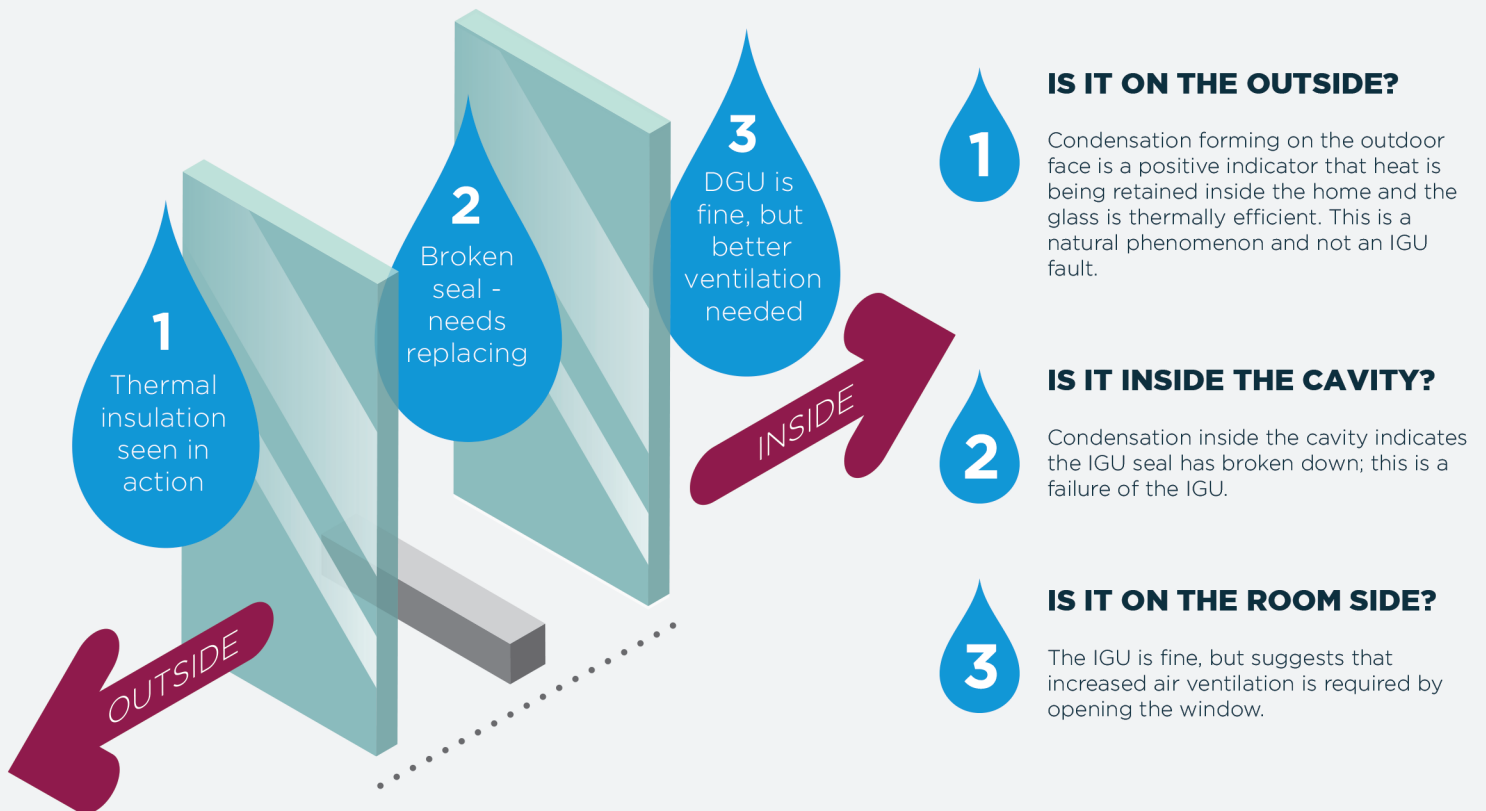 1
Thermal
insulation
seen in
action
2
Broken
seal -
needs
replacing
3
DGU is
fine, but
better
ventilation
needed
OUTSIDE
INSIDE
1
IS IT ON THE OUTSIDE?
Condensation forming on the outdoor
face is a positive indicator that heat is
being retained inside the home and the
glass is thermally efficient. This is a
natural phenomenon and not an IGU
fault.
2
IS IT INSIDE THE CAVITY?
Condensation inside the cavity indicates
the IGU seal has broken down; this is a
failure of the IGU.
3
IS IT ON THE ROOM SIDE?
The IGU is fine, but suggests that
increased air ventilation is required by
opening the window.